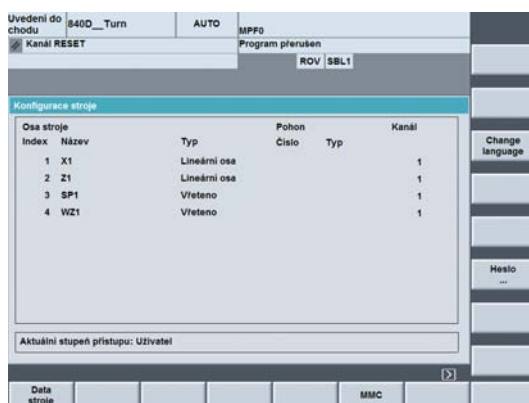 Uvedení do chodu
840D__Turn
AUTO
MPF0
Kanál RESET
Program přerušen
ROV SBL1
Konfigurace stroje
Osa stroje Pohon Kanál
Index Název Typ Číslo Typ
1 X1 Lineární osa 1
2 Z1 Lineární osa 1
3 SP1 Vřeteno 1
4 WZ1 Vřeteno 1
Change language
Heslo
...
Aktuální stupeň přístupu: Uživatel
Data stroje
MMC